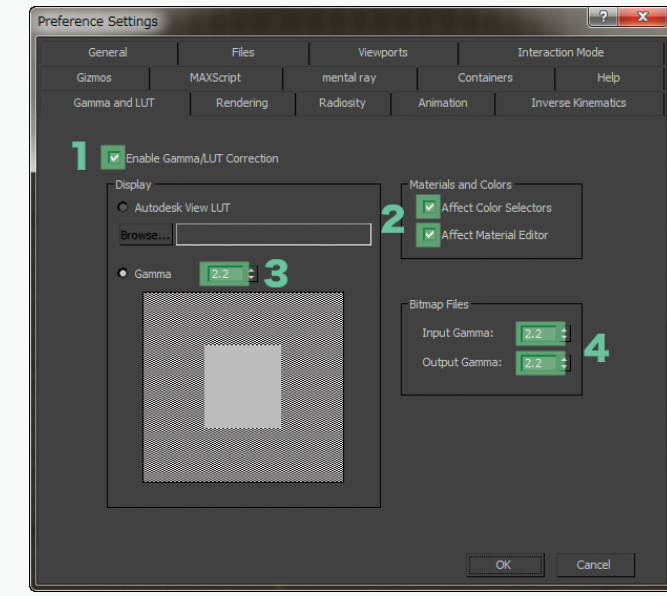 Preference Settings
General Files Viewports Interaction Mode
Gizmos MAXScript mental ray Containers Help
Gamma and LUT Rendering Radiosity Animation Inverse Kinematics
1 Enable Gamma/LUT Correction
Display
Autodesk View LUT
Browse...
Gamma 2.2 3
Materials and Colors
2 Affect Color Selectors
Affect Material Editor
Bitmap Files
Input Gamma: 2.2
Output Gamma: 2.2 4
OK Cancel